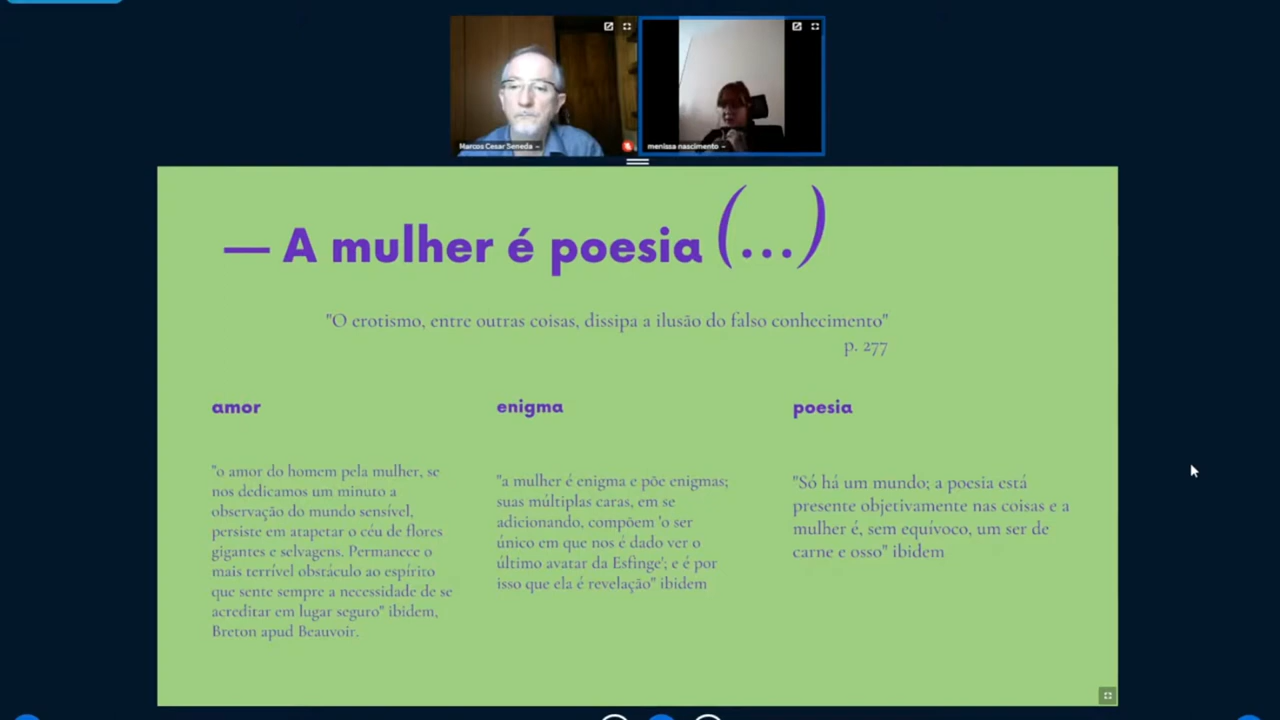 Marcos Cesar Seneda
menissa nascimento
— A mulher é poesia (...)
"O erotismo, entre outras coisas, dissipa a ilusão do falso conhecimento"
p. 277
amor
"o amor do homem pela mulher, se
nos dedicamos um minuto a
observação do mundo sensível,
persiste em atapetar o céu de flores
gigantes e selvagens. Permanece o
mais terrível obstáculo ao espírito
que sente sempre a necessidade de se
acreditar em lugar seguro" ibidem,
Breton apud Beauvoir.
enigma
"a mulher é enigma e põe enigmas;
suas múltiplas caras, em se
adicionando, compõem 'o ser
único em que nos é dado ver o
último avatar da Esfinge'; e é por
isso que ela é revelação" ibidem
poesia
"Só há um mundo; a poesia está
presente objetivamente nas coisas e a
mulher é, sem equívoco, um ser de
carne e osso" ibidem